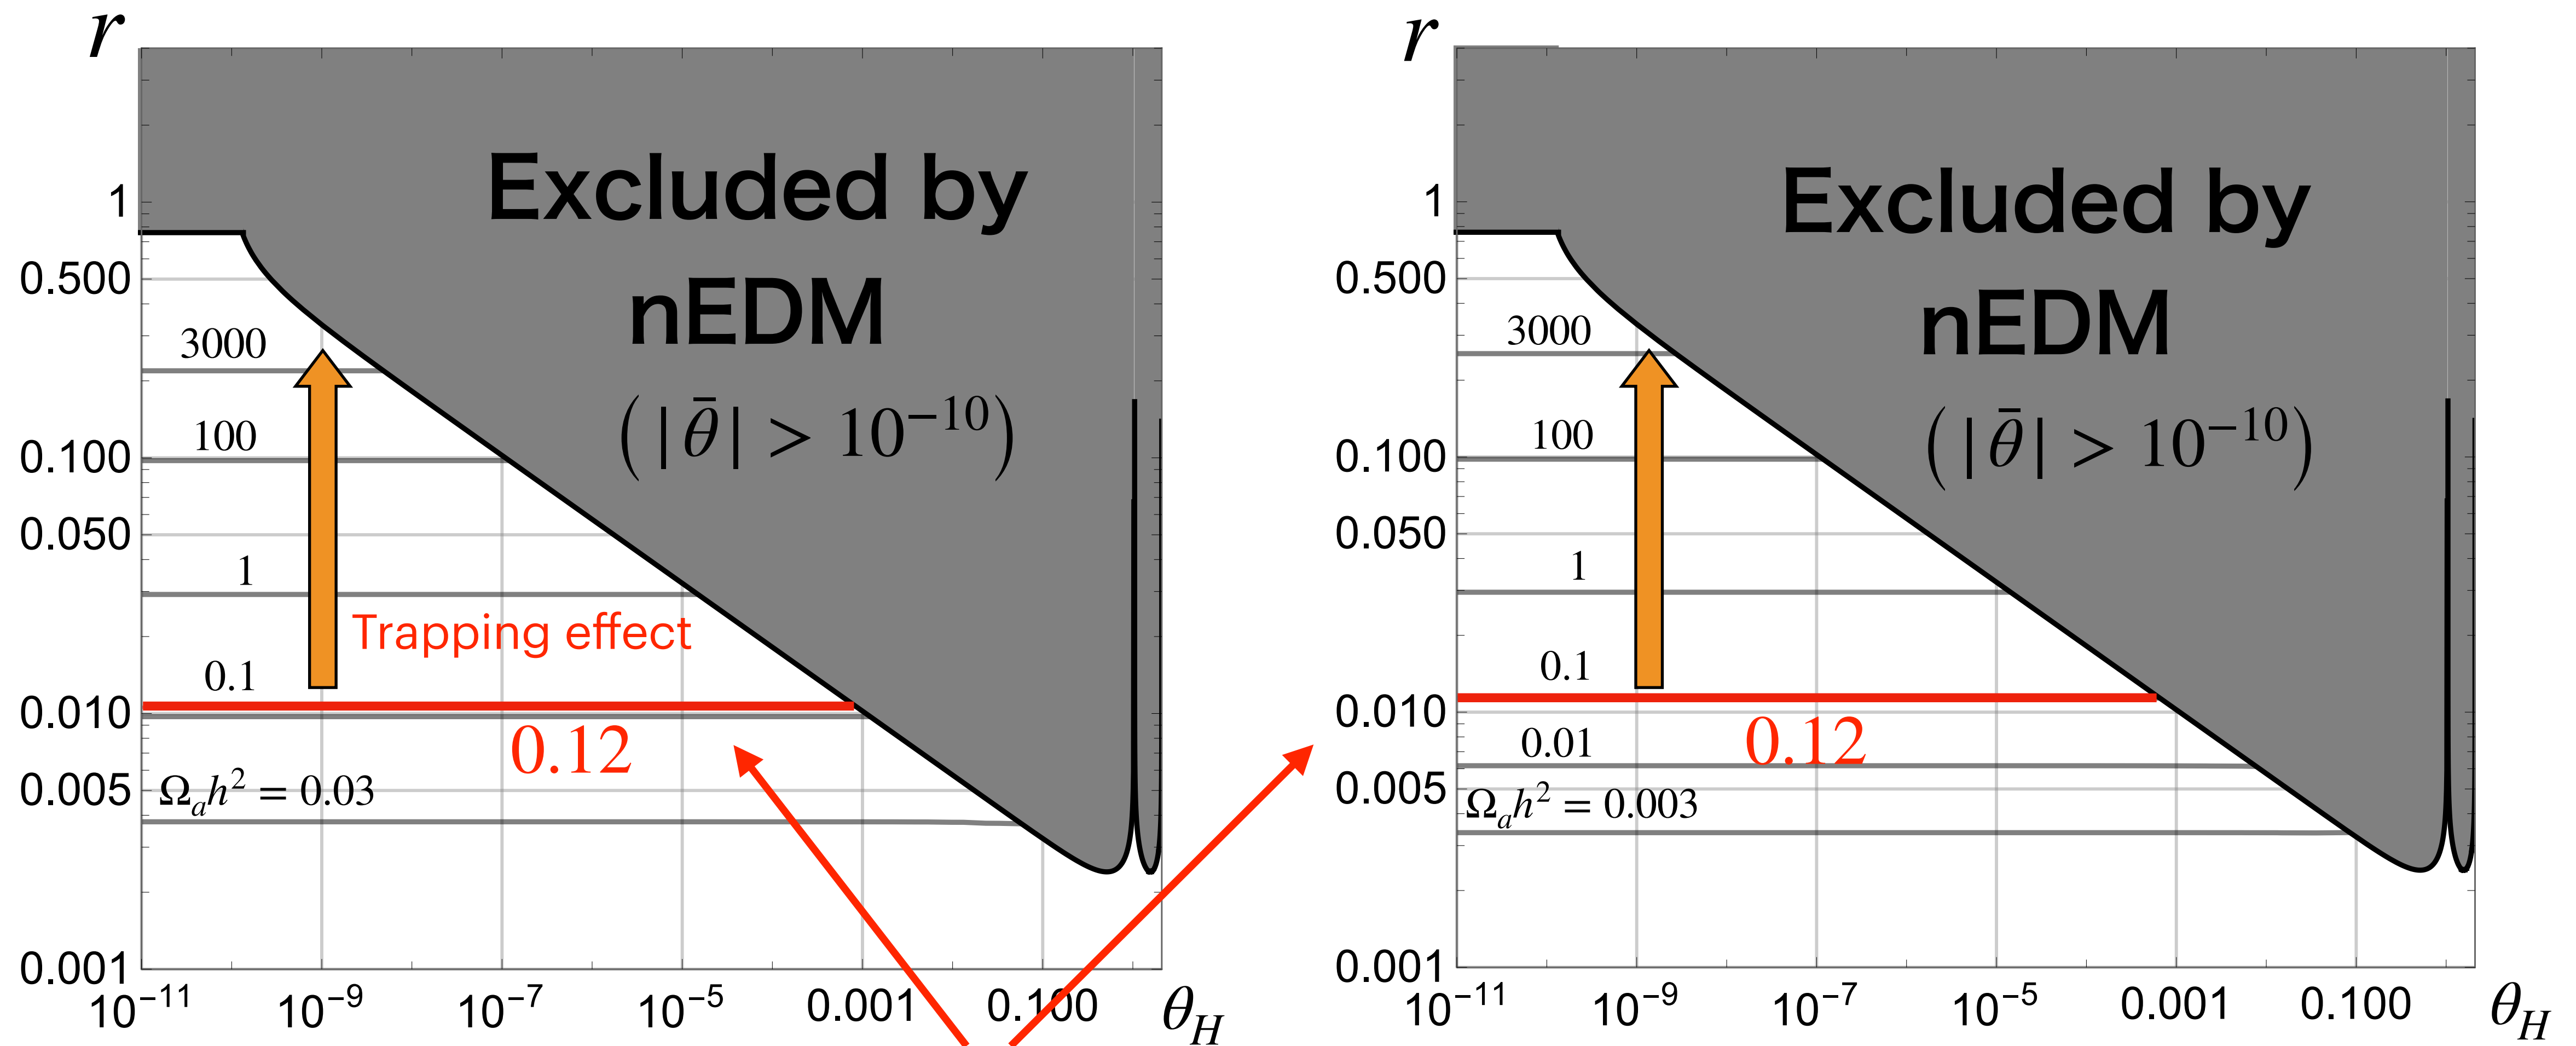 r
Excluded by
nEDM
(|θ̄| > 10⁻¹⁰)
1
0.500
0.100
0.050
0.010
0.005
0.001
3000
100
1
Trapping effect
0.1
0.12
Ωₐh² = 0.03
10⁻¹¹
10⁻⁹
10⁻⁷
10⁻⁵
0.001
0.100
θ_H
r
Excluded by
nEDM
(|θ̄| > 10⁻¹⁰)
1
0.500
0.100
0.050
0.010
0.005
0.001
3000
100
1
0.1
0.12
0.01
Ωₐh² = 0.003
10⁻¹¹
10⁻⁹
10⁻⁷
10⁻⁵
0.001
0.100
θ_H